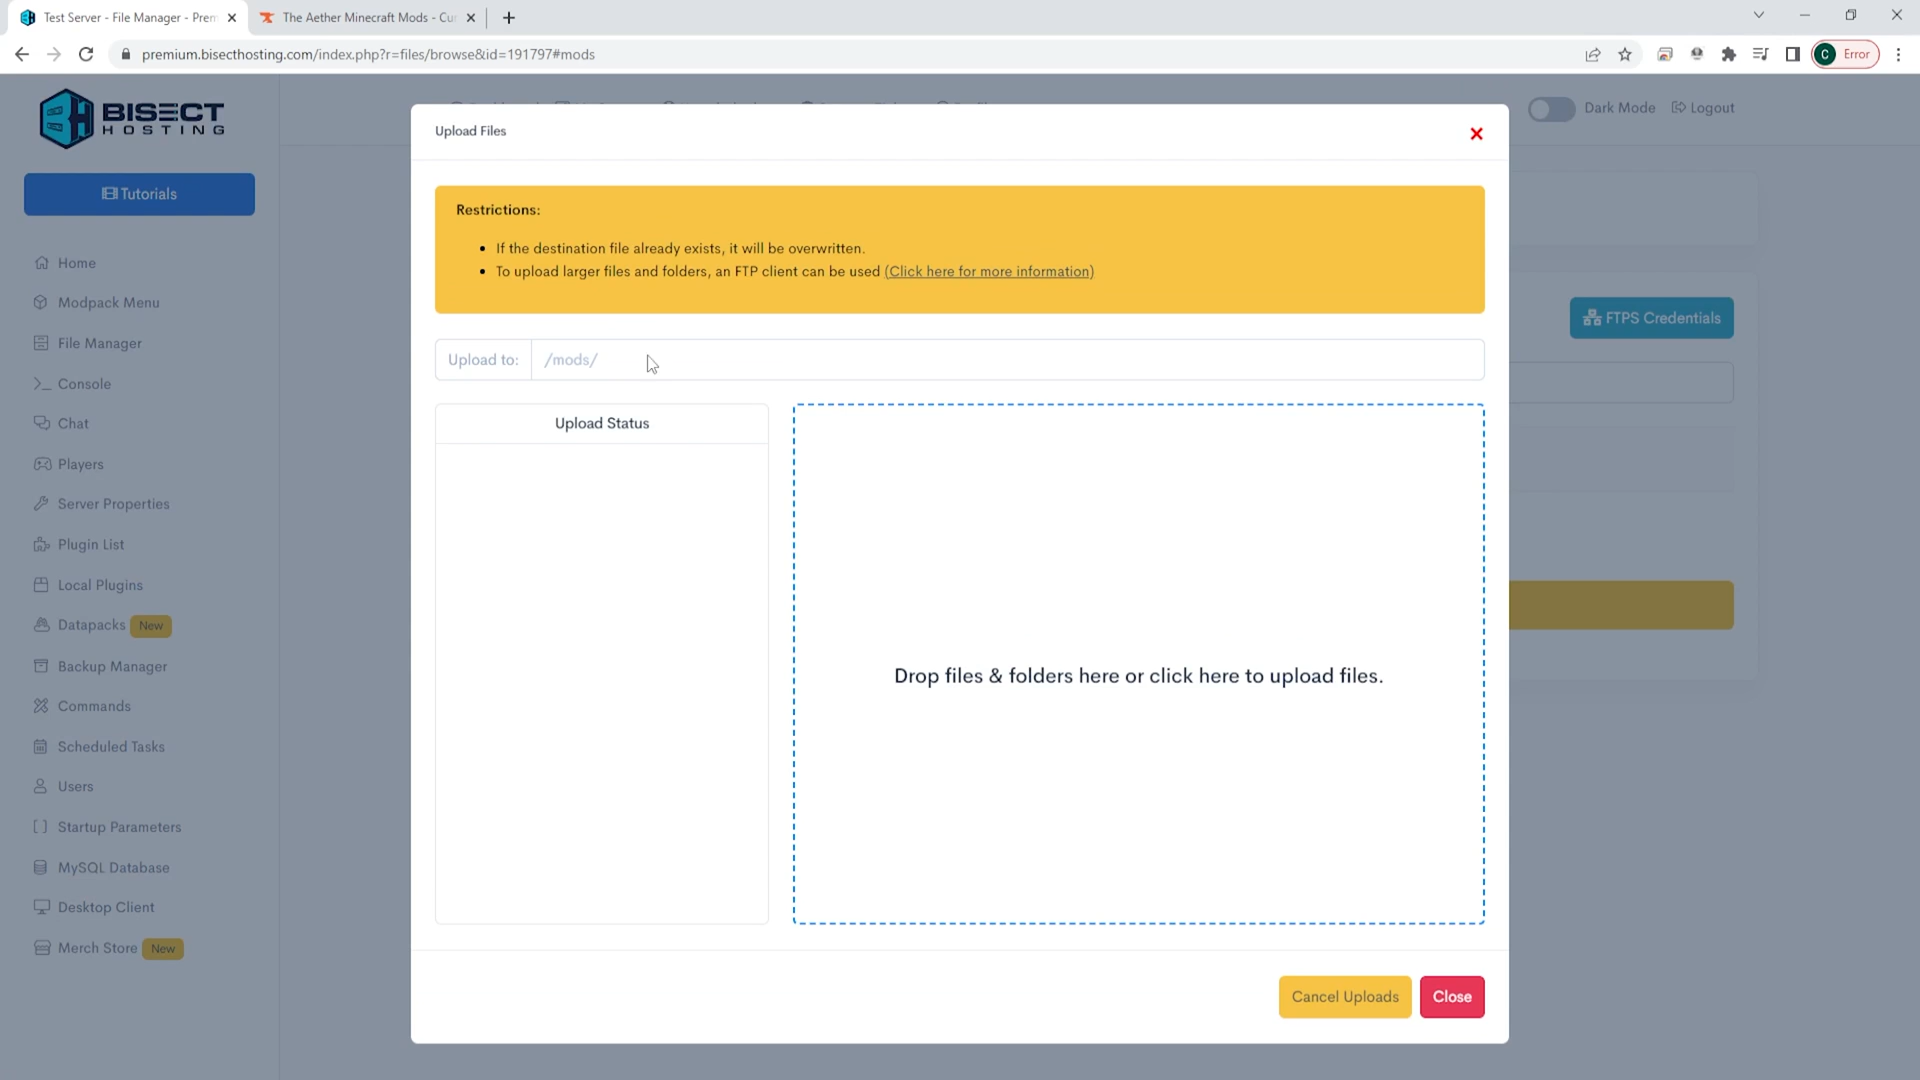 Test Server - File Manager - Prem
The Aether Minecraft Mods - Cu
premium.bisecthosting.com/index.php?r=files/browse&id=191797#mods
C Error
BISECT
HOSTING
Dark Mode
Logout
Tutorials
Home
Modpack Menu
File Manager
Console
Chat
Players
Server Properties
Plugin List
Local Plugins
Datapacks New
Backup Manager
Commands
Scheduled Tasks
Users
Startup Parameters
MySQL Database
Desktop Client
Merch Store New
Upload Files
Restrictions:
If the destination file already exists, it will be overwritten.
To upload larger files and folders, an FTP client can be used (Click here for more information)
FTPS Credentials
Upload to: /mods/
Upload Status
Drop files & folders here or click here to upload files.
Cancel Uploads
Close